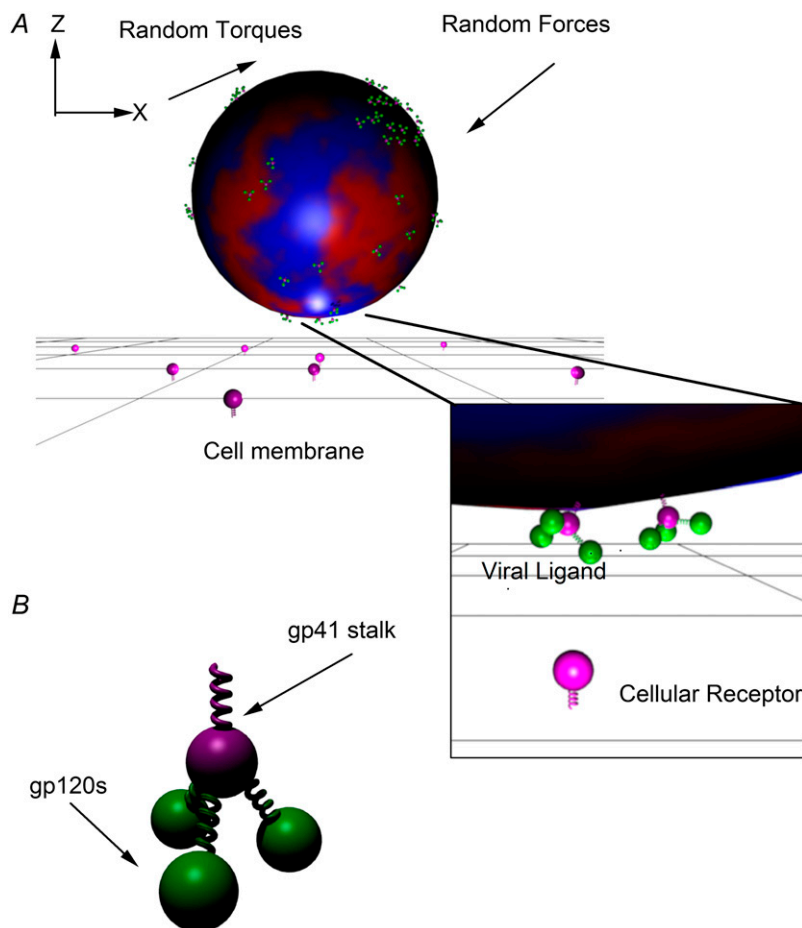 A
Z
X
Random Torques
Random Forces
Cell membrane
Viral Ligand
Cellular Receptor
B
gp41 stalk
gp120s